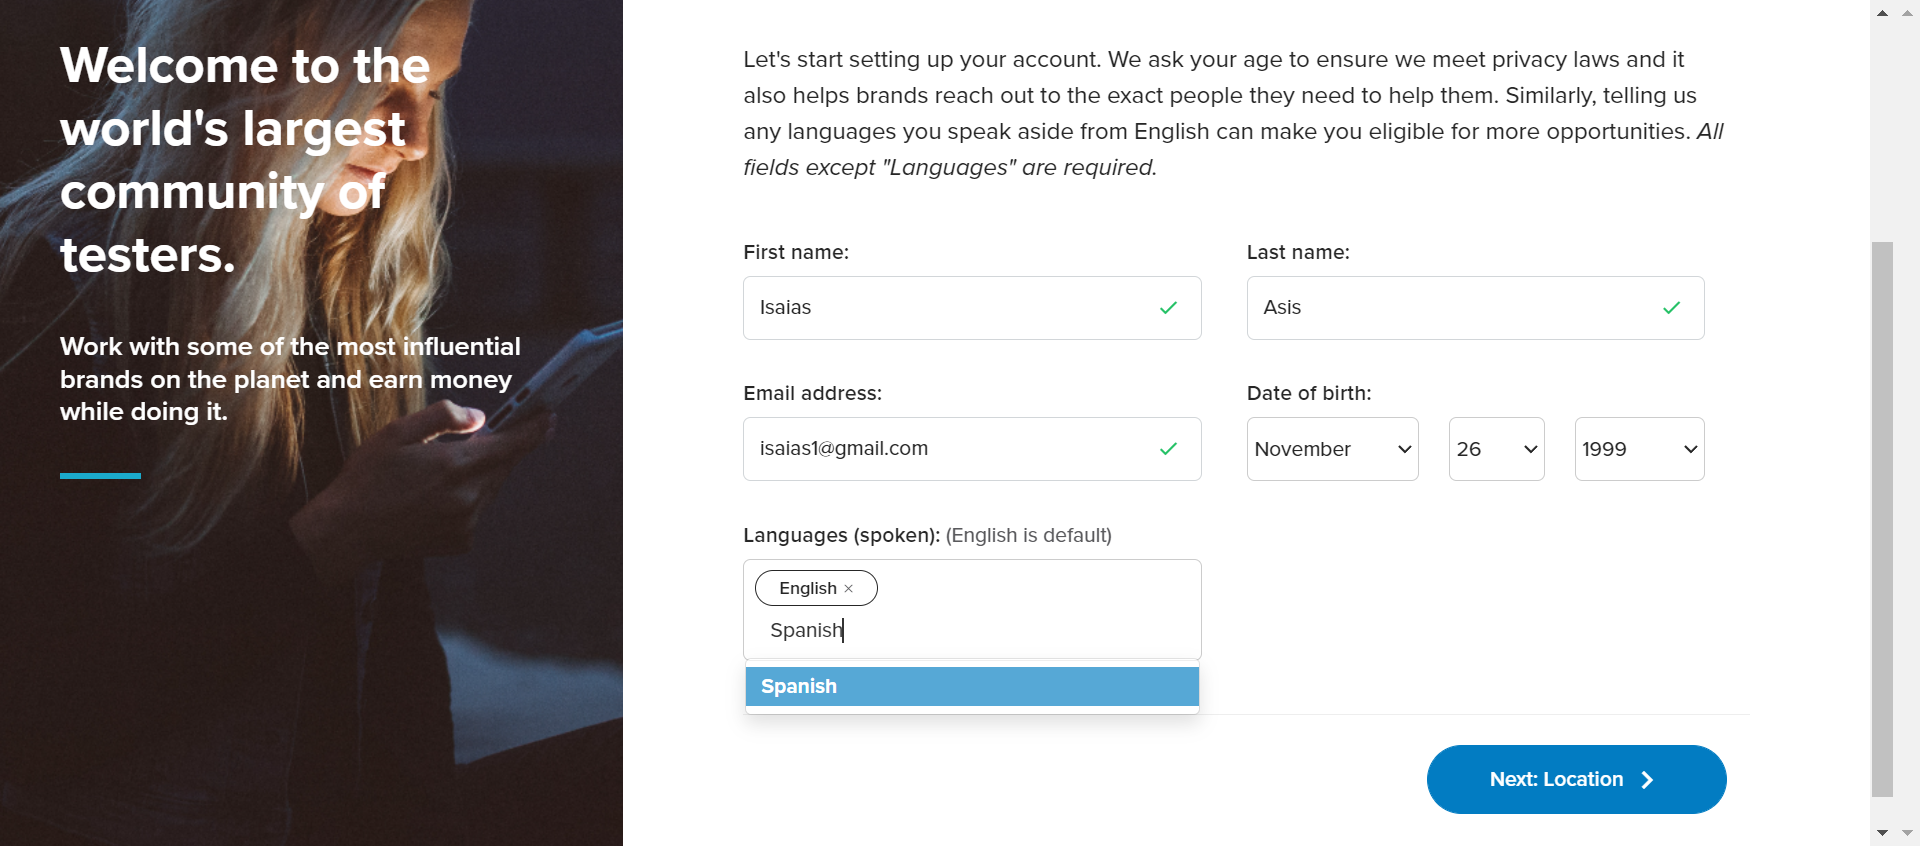 Welcome to the
world's largest
community of
testers.
Work with some of the most influential
brands on the planet and earn money
while doing it.
Let's start setting up your account. We ask your age to ensure we meet privacy laws and it
also helps brands reach out to the exact people they need to help them. Similarly, telling us
any languages you speak aside from English can make you eligible for more opportunities. All
fields except "Languages" are required.
First name:
Last name:
Isaias
Asis
Email address:
Date of birth:
isaias1@gmail.com
November
26
1999
Languages (spoken): (English is default)
English ×
Spanish
Spanish
Next: Location